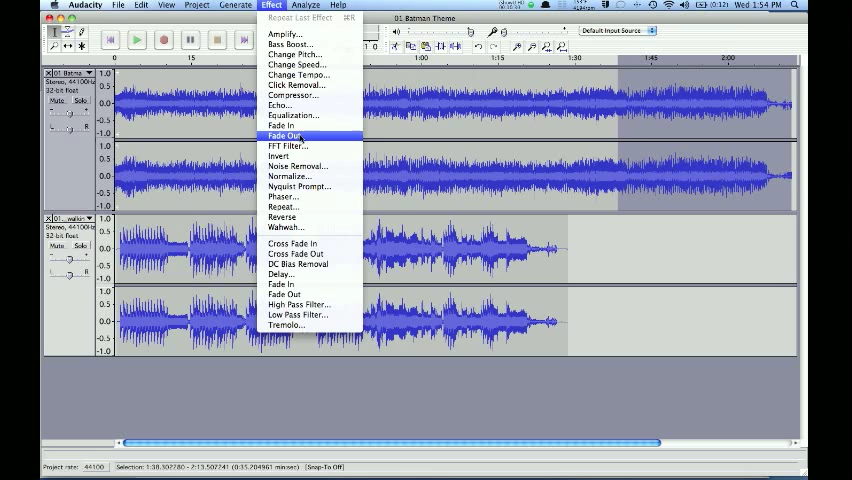 Audacity File Edit View Project Generate Effect Analyze Help
(0:12) Wed 1:54 PM
01 Batman Theme
Repeat Last Effect ⌘R
Amplify...
Bass Boost...
Change Pitch...
Change Speed...
Change Tempo...
Click Removal...
Compressor...
Echo...
Equalization...
Fade In
Fade Out
FFT Filter...
Invert
Noise Removal...
Normalize...
Nyquist Prompt...
Phaser...
Repeat...
Reverse
Wahwah...
Cross Fade In
Cross Fade Out
DC Bias Removal
Delay...
Fade In
Fade Out
High Pass Filter...
Low Pass Filter...
Tremolo...
Default Input Source
0 15 1:00 1:15 1:45 2:00
01 Batma
Stereo, 44100Hz
32-bit float
Mute Solo
L R
1.0
0.5
0.0
-0.5
-1.0
1.0
0.5
0.0
-0.5
-1.0
01..._walkin
Stereo, 44100Hz
32-bit float
Mute Solo
L R
1.0
0.5
0.0
-0.5
-1.0
1.0
0.5
0.0
-0.5
-1.0
Project rate: 44100 Selection: 1:38.302280 - 2:13.507241 (0:35.204961 min:sec) [Snap-To Off]